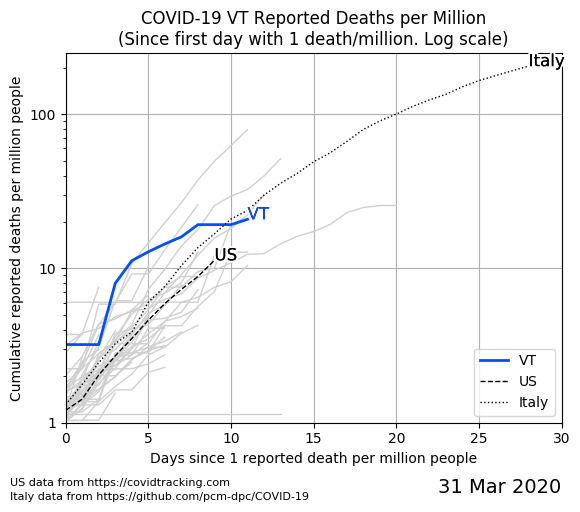 COVID-19 VT Reported Deaths per Million
(Since first day with 1 death/million. Log scale)
Cumulative reported deaths per million people
100
10
1
Italy
VT
US
VT
US
Italy
0 5 10 15 20 25 30
Days since 1 reported death per million people
US data from https://covidtracking.com
Italy data from https://github.com/pcm-dpc/COVID-19
31 Mar 2020